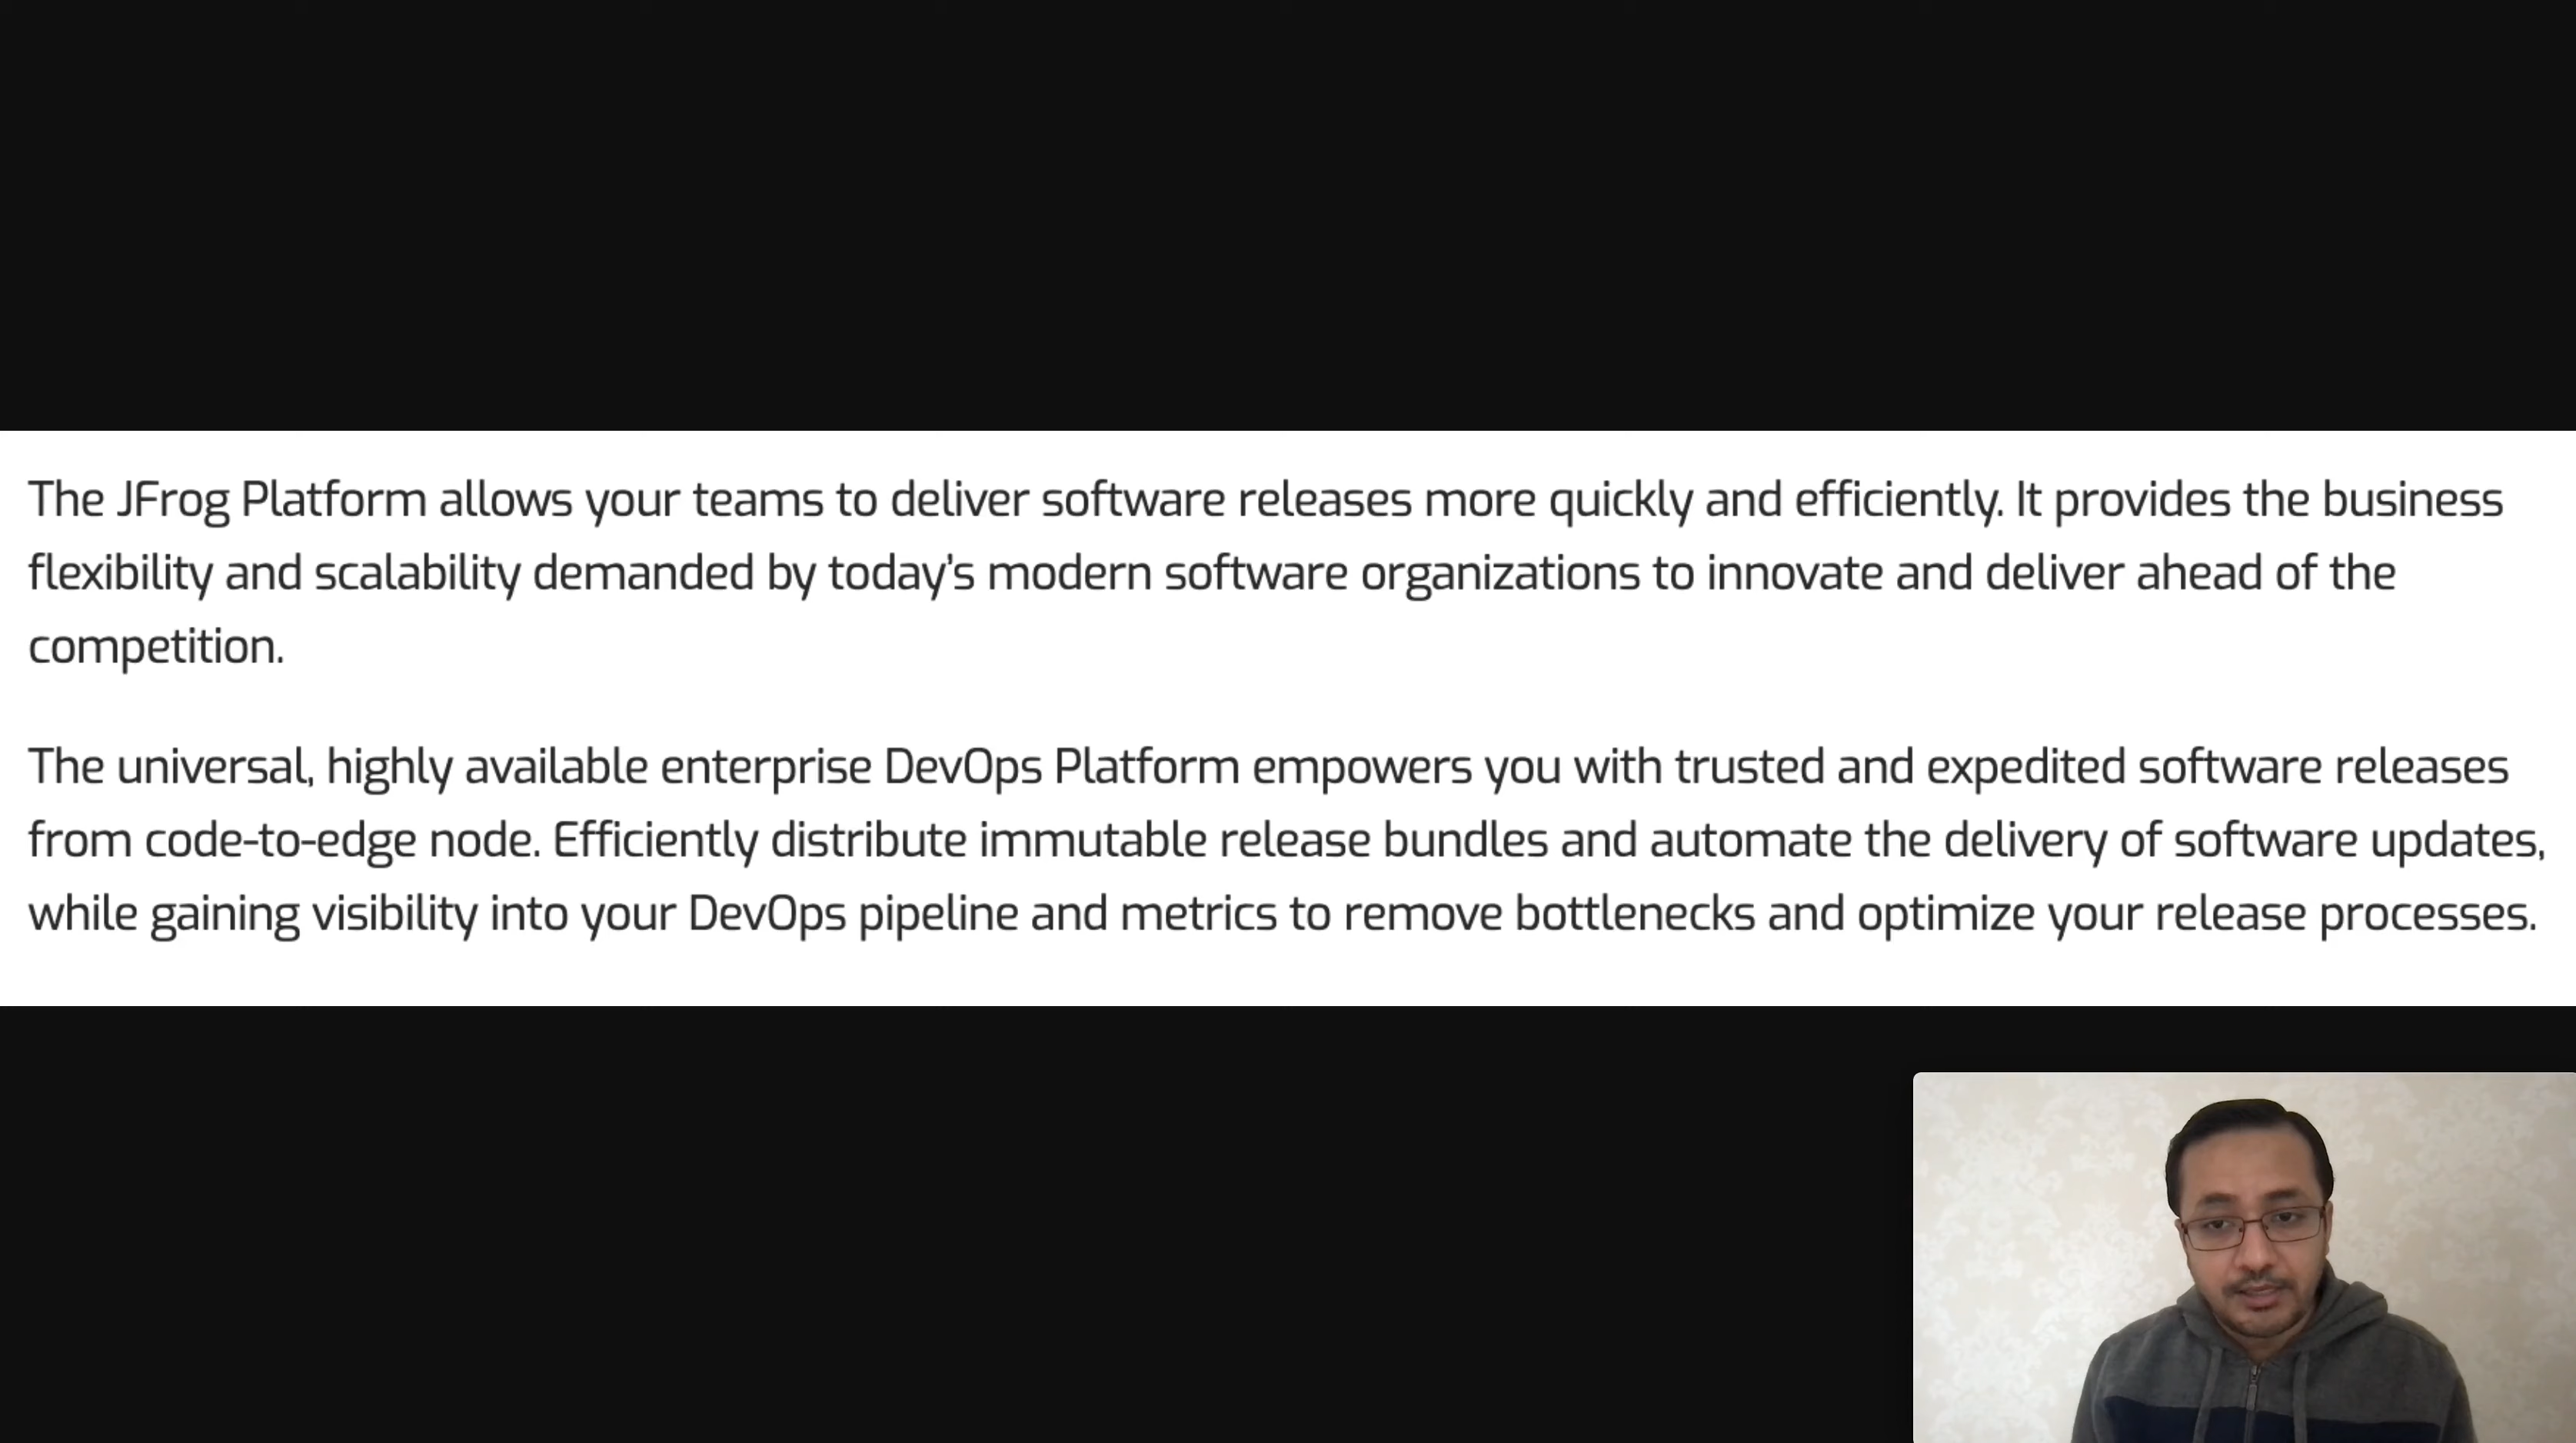 The JFrog Platform allows your teams to deliver software releases more quickly and efficiently. It provides the business
flexibility and scalability demanded by today’s modern software organizations to innovate and deliver ahead of the
competition.
The universal, highly available enterprise DevOps Platform empowers you with trusted and expedited software releases
from code-to-edge node. Efficiently distribute immutable release bundles and automate the delivery of software updates,
while gaining visibility into your DevOps pipeline and metrics to remove bottlenecks and optimize your release processes.